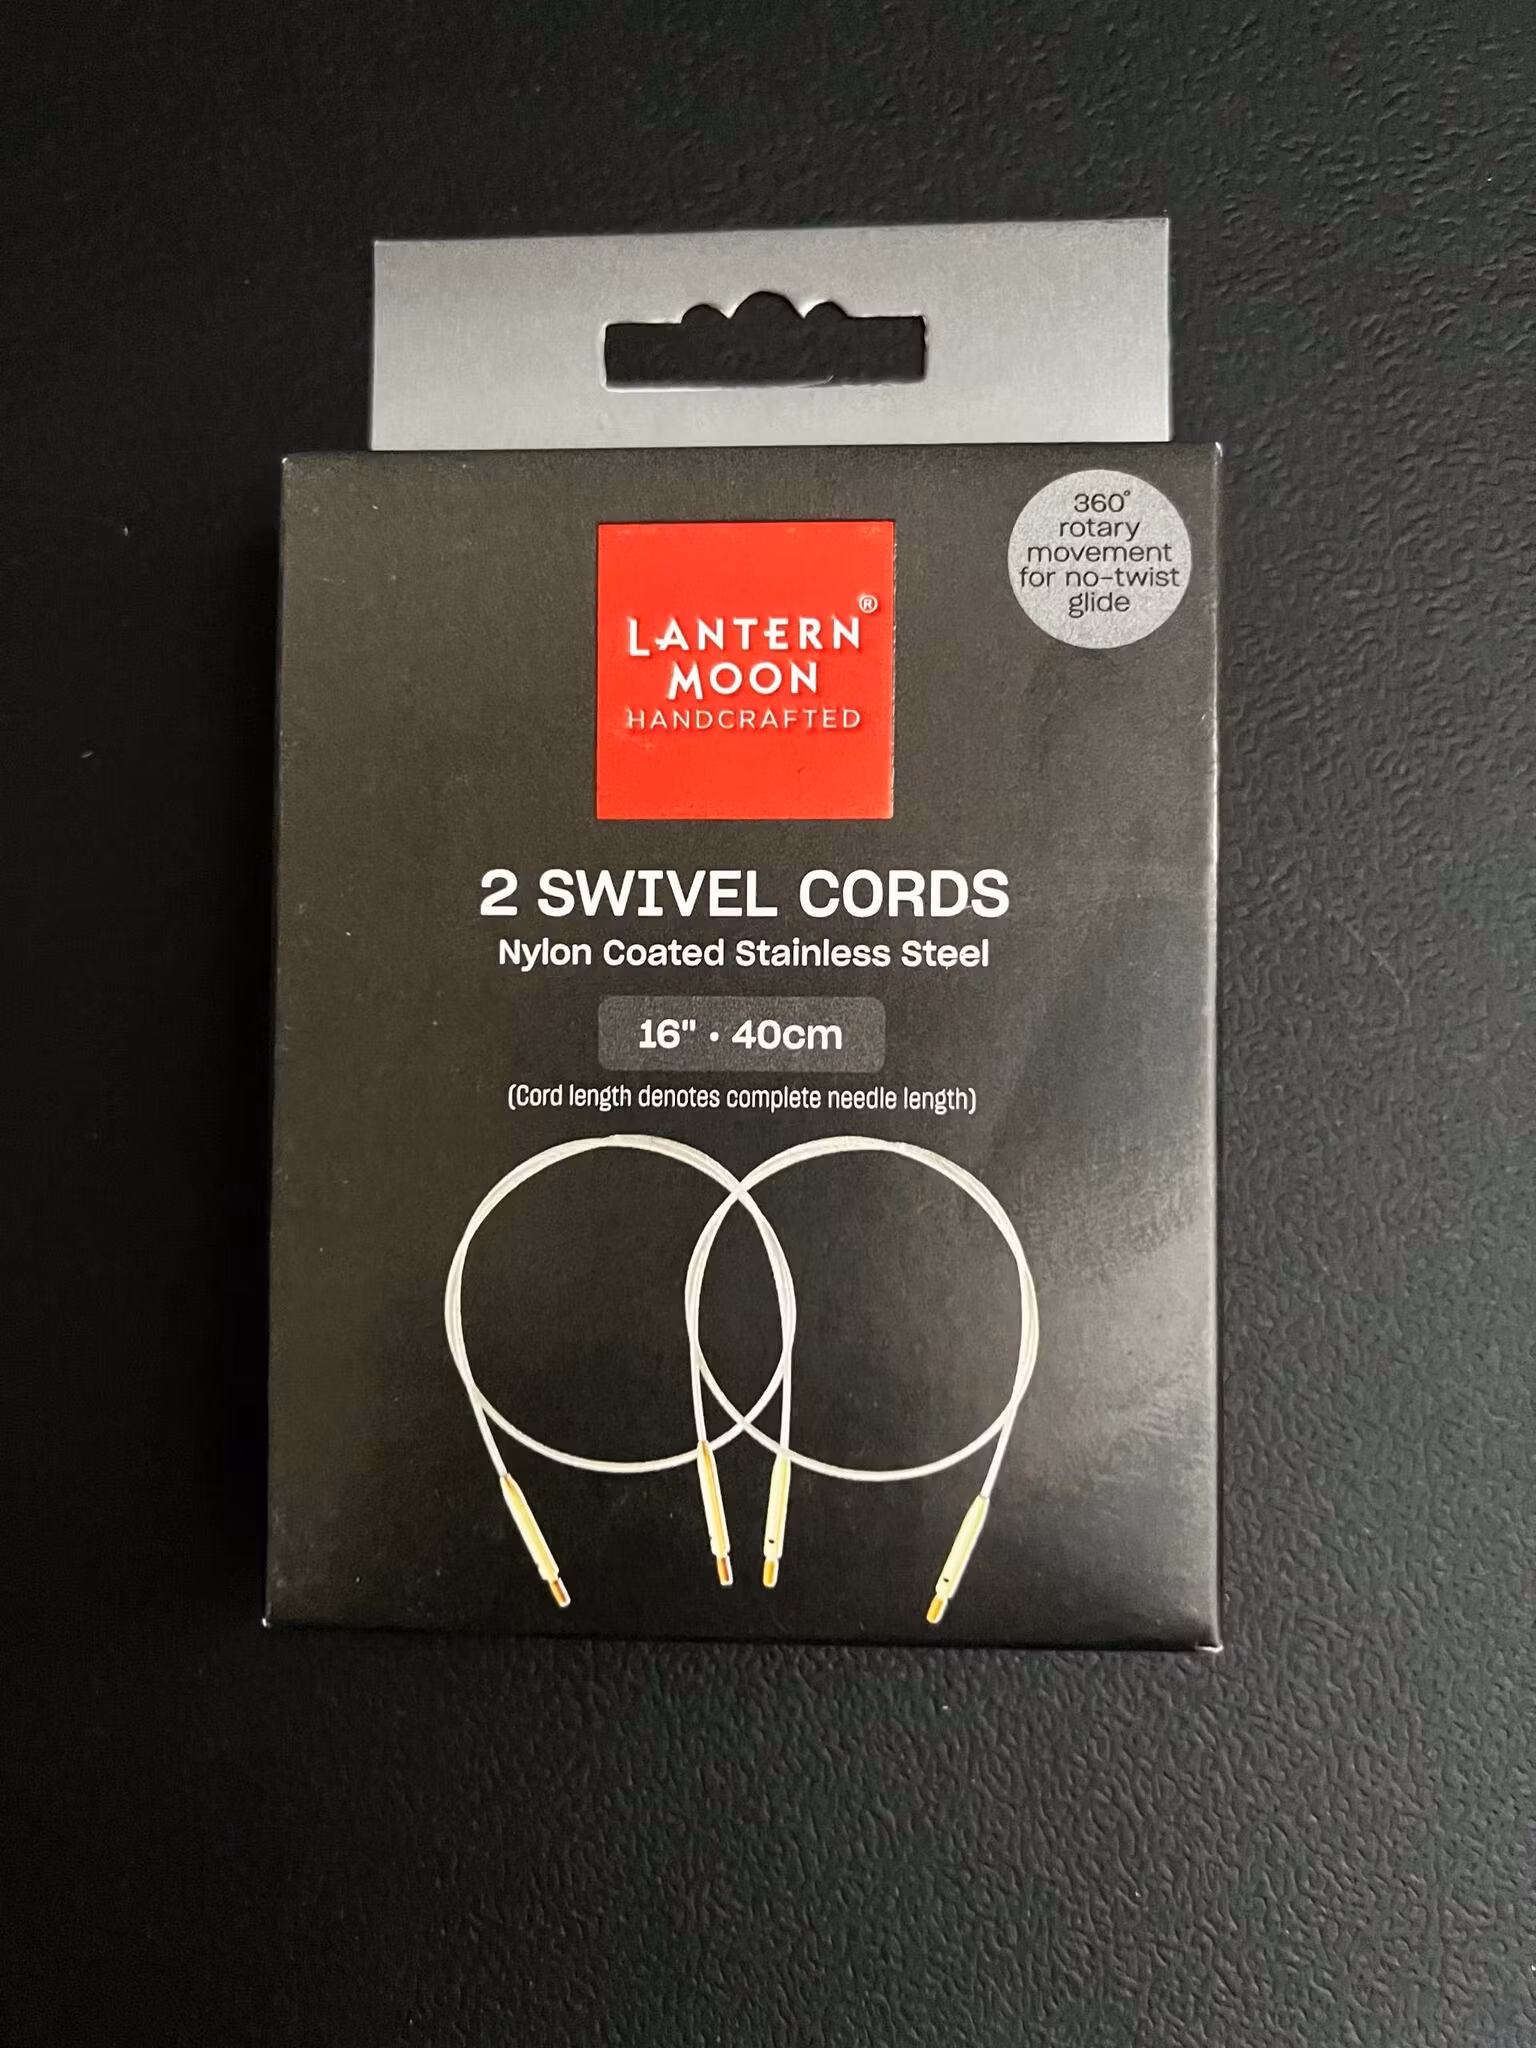 360°
rotary
movement
for no-twist
glide
LANTERN®
MOON
HANDCRAFTED
2 SWIVEL CORDS
Nylon Coated Stainless Steel
16" • 40cm
(Cord length denotes complete needle length)